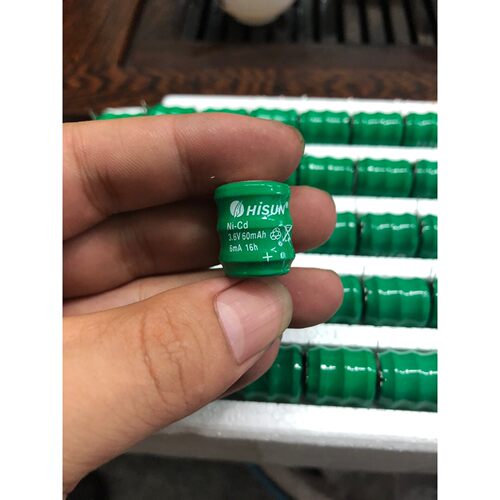 HiSUN®
Ni-Cd
3.6V 60mAh
6mA 16h
+